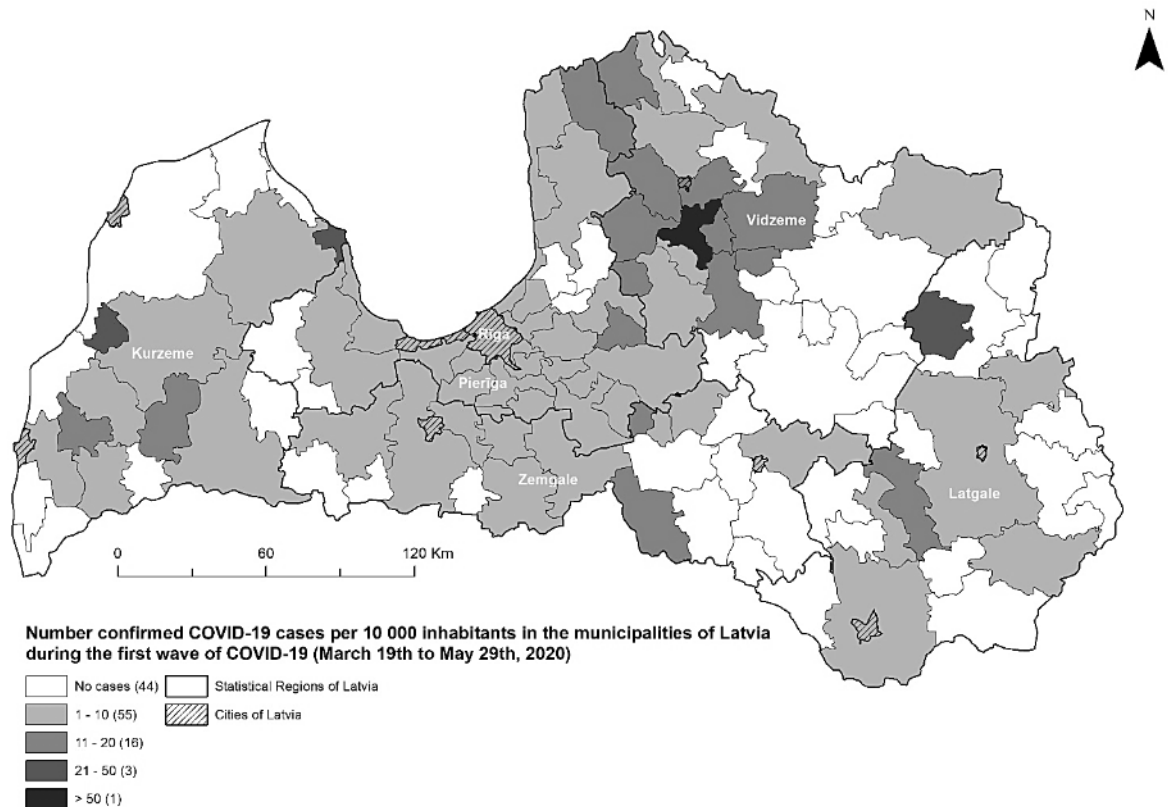 N
Vidzeme
Rīga
Kurzeme
Pierīga
Zemgale
Latgale
0 60 120 Km
Number confirmed COVID-19 cases per 10 000 inhabitants in the municipalities of Latvia
during the first wave of COVID-19 (March 19th to May 29th, 2020)
No cases (44) Statistical Regions of Latvia
1 - 10 (55) Cities of Latvia
11 - 20 (16)
21 - 50 (3)
> 50 (1)